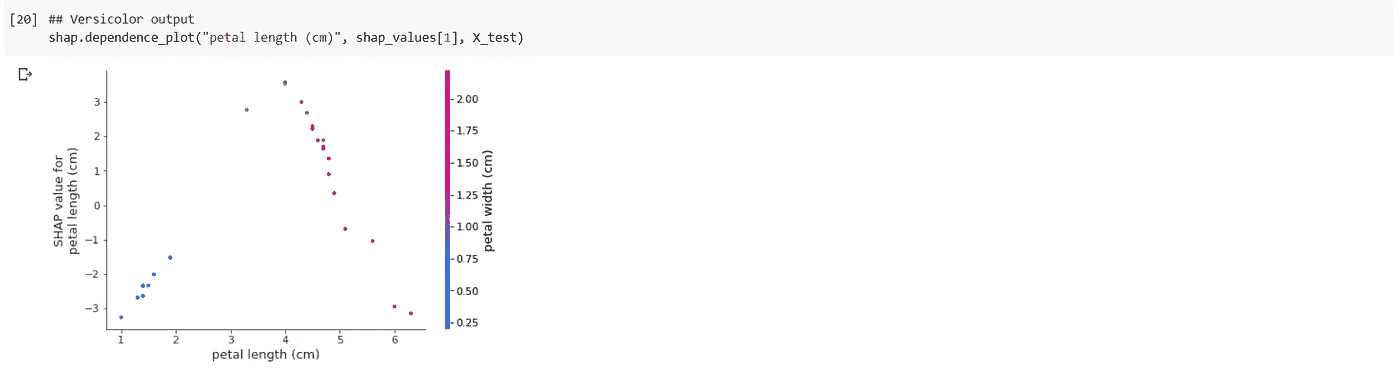 [20] ## Versicolor output
shap.dependence_plot("petal length (cm)", shap_values[1], X_test)
SHAP value for
petal length (cm)
3
2
1
0
−1
−2
−3
1 2 3 4 5 6
petal length (cm)
2.00
1.75
1.50
1.25
1.00
0.75
0.50
0.25
petal width (cm)